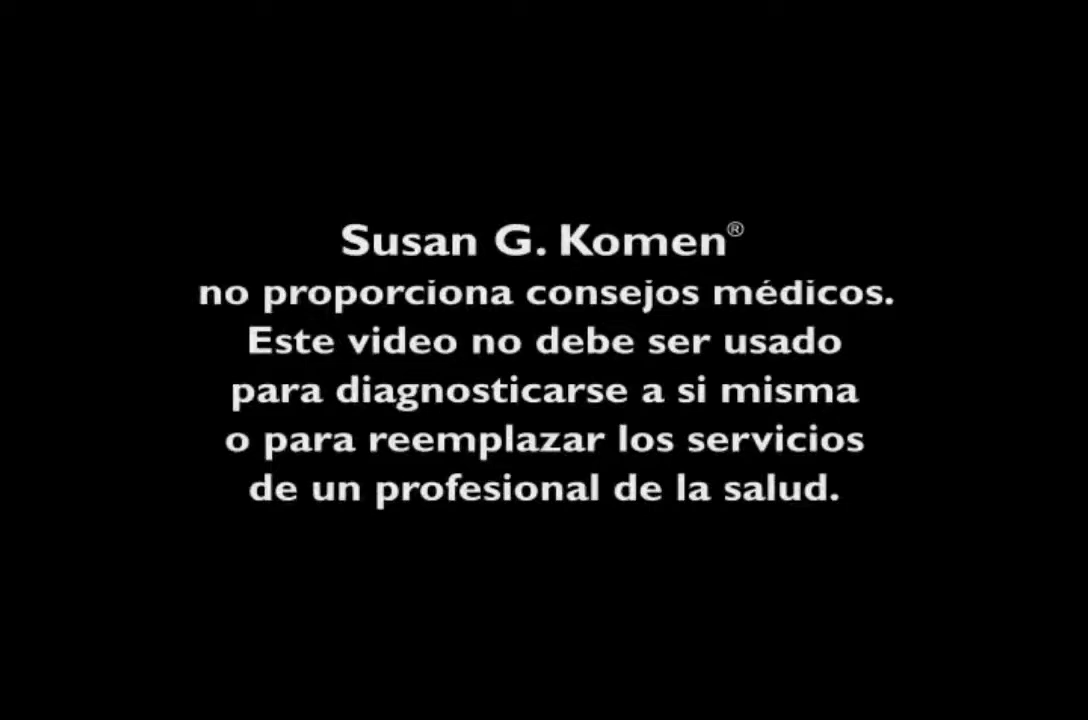 Susan G. Komen®
no proporciona consejos médicos.
Este video no debe ser usado
para diagnosticarse a si misma
o para reemplazar los servicios
de un profesional de la salud.